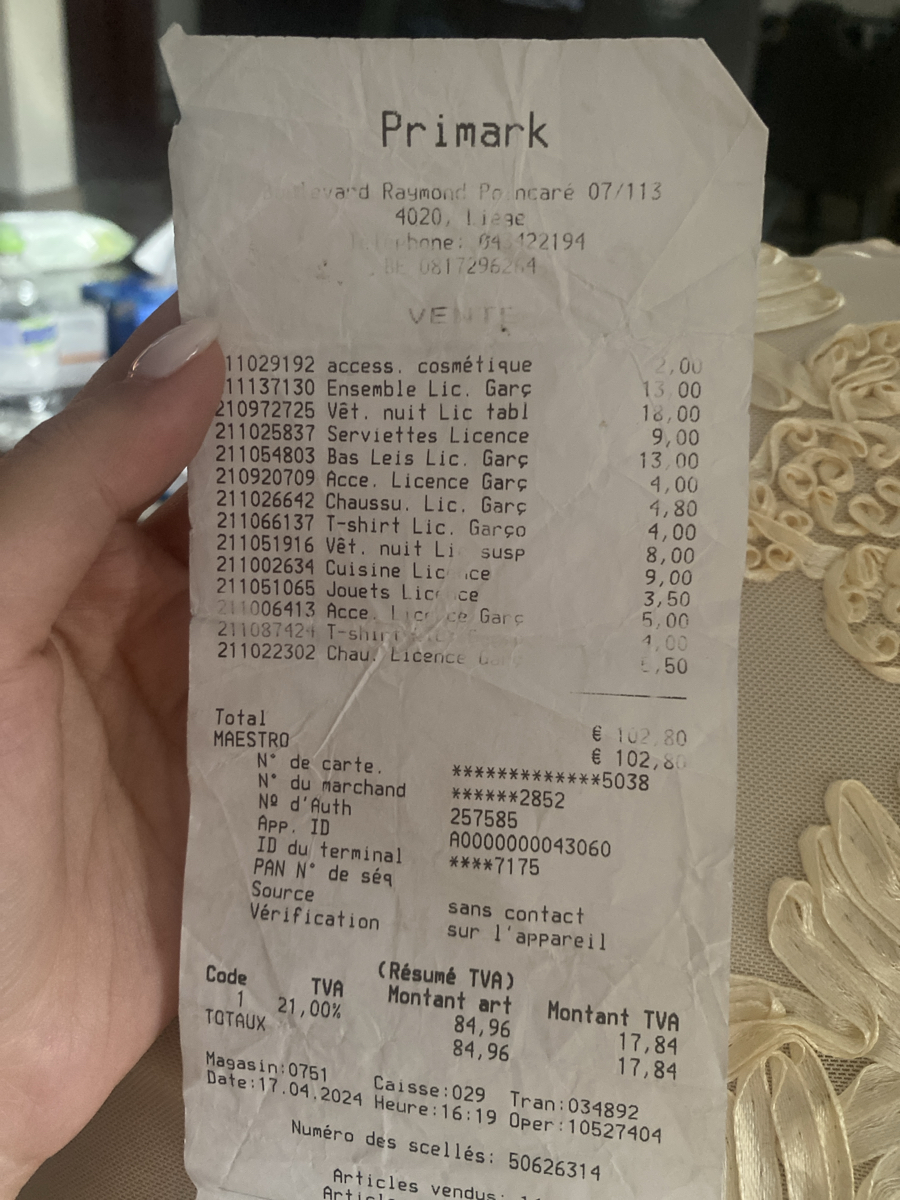 Primark
Raymond Poincaré 07/113
4020, Liège
BE
VENTE
access. cosmétique 2,00
Ensemble Lic. Garç 13,00
210972725 Vêt. nuit Lic tabl 18,00
211025837 Serviettes Licence 9,00
211054803 Bas Leis Lic. Garç 13,00
210920709 Acce. Licence Garç 4,00
211026642 Chaussu. Lic. Garç 4,80
211066137 T-shirt Lic. Garço 4,00
211051916 Vêt. nuit Li susp 8,00
211002634 Cuisine Licence 9,00
211051065 Jouets Licence 3,50
211006413 Acce. Licence Garç 5,00
211087424 T-shirt 4,00
211022302 Chau. Licence
Total € 102,80
MAESTRO € 102,80
N° de carte. *************5038
N° du marchand ******2852
Nº d'Auth 257585
App. ID A0000000043060
ID du terminal ****7175
PAN N° de séq
Source sans contact
Vérification sur l'appareil
(Résumé TVA)
Code TVA Montant art Montant TVA
1 21,00% 84,96 17,84
TOTAUX 84,96 17,84
Magasin:0751 Caisse:029 Tran:034892
Date:17.04.2024 Heure:16:19 Oper:10527404
Numéro des scellés: 50626314
Articles vendus: